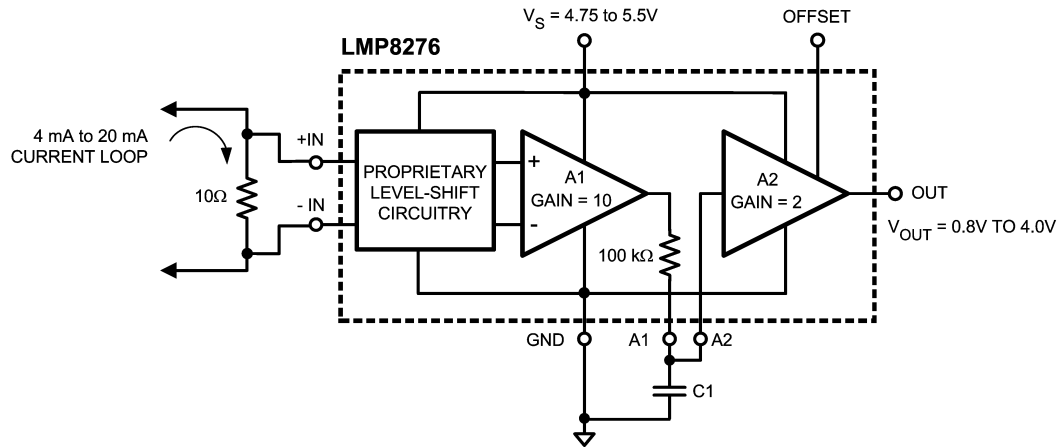 V_S = 4.75 to 5.5V
OFFSET
LMP8276
4 mA to 20 mA
CURRENT LOOP
+IN
10Ω
- IN
PROPRIETARY
LEVEL-SHIFT
CIRCUITRY
+
-
A1
GAIN = 10
100 kΩ
A2
GAIN = 2
OUT
V_OUT = 0.8V TO 4.0V
GND
A1
A2
C1